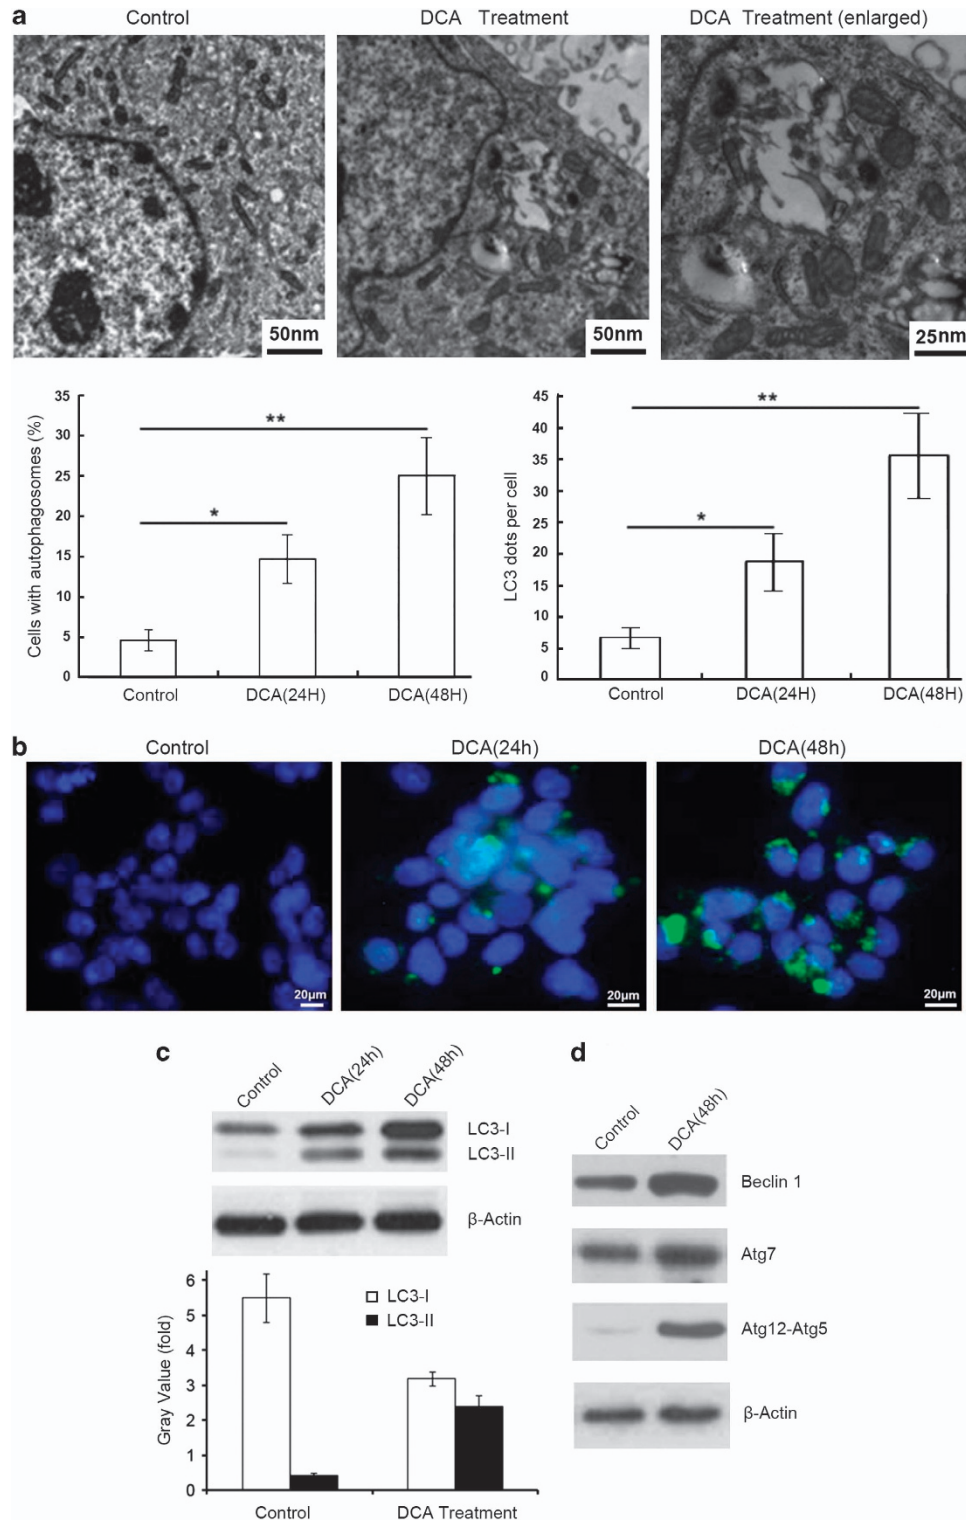 a
Control
DCA Treatment
DCA Treatment (enlarged)
50nm
50nm
25nm
Cells with autophagosomes (%)
35
30
25
20
15
10
5
0
**
*
Control
DCA(24H)
DCA(48H)
LC3 dots per cell
45
40
35
30
25
20
15
10
5
0
**
*
Control
DCA(24H)
DCA(48H)
b
Control
DCA(24h)
DCA(48h)
20µm
20µm
20µm
c
Control
DCA(24h)
DCA(48h)
LC3-I
LC3-II
β-Actin
Gray Value (fold)
6
5
4
3
2
1
0
LC3-I
LC3-II
Control
DCA Treatment
d
Control
DCA(48h)
Beclin 1
Atg7
Atg12-Atg5
β-Actin